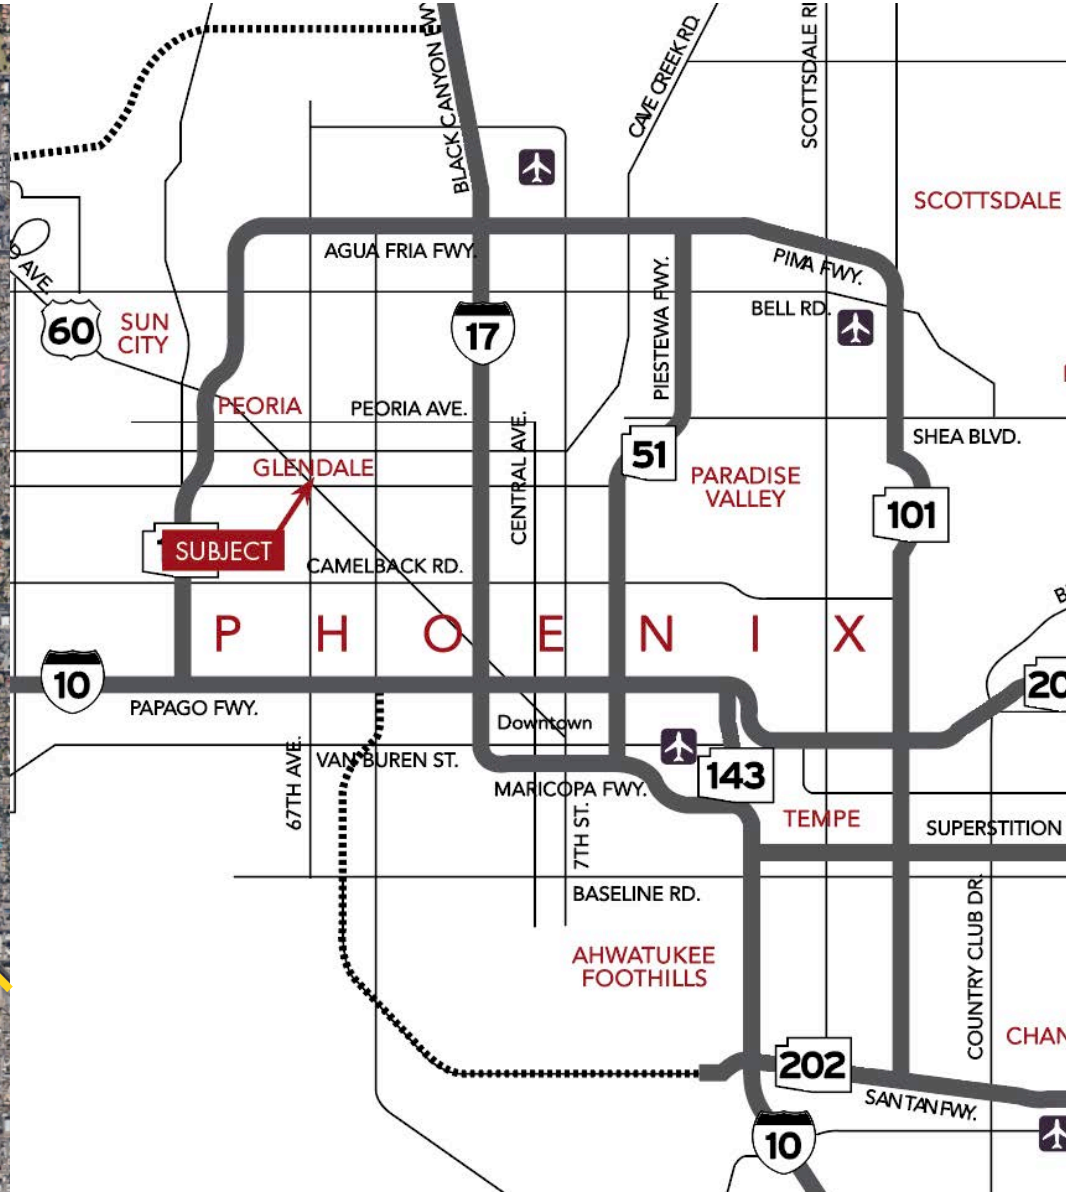 BLACK CANYON FWY
CAVE CREEK RD.
SCOTTSDALE
SCOTTSDALE
AGUA FRIA FWY.
PIMA FWY.
AVE.
60
SUN
CITY
17
PIESTEWA FWY.
BELL RD.
PEORIA
PEORIA AVE.
CENTRAL AVE.
SHEA BLVD.
GLENDALE
51
PARADISE
VALLEY
101
SUBJECT
CAMELBACK RD.
PHOENIX
10
PAPAGO FWY.
20
Downtown
67TH AVE.
VAN BUREN ST.
143
MARICOPA FWY.
7TH ST.
TEMPE
SUPERSTITION
BASELINE RD.
AHWATUKEE
FOOTHILLS
COUNTRY CLUB DR.
CHAN
202
SAN TAN FWY.
10